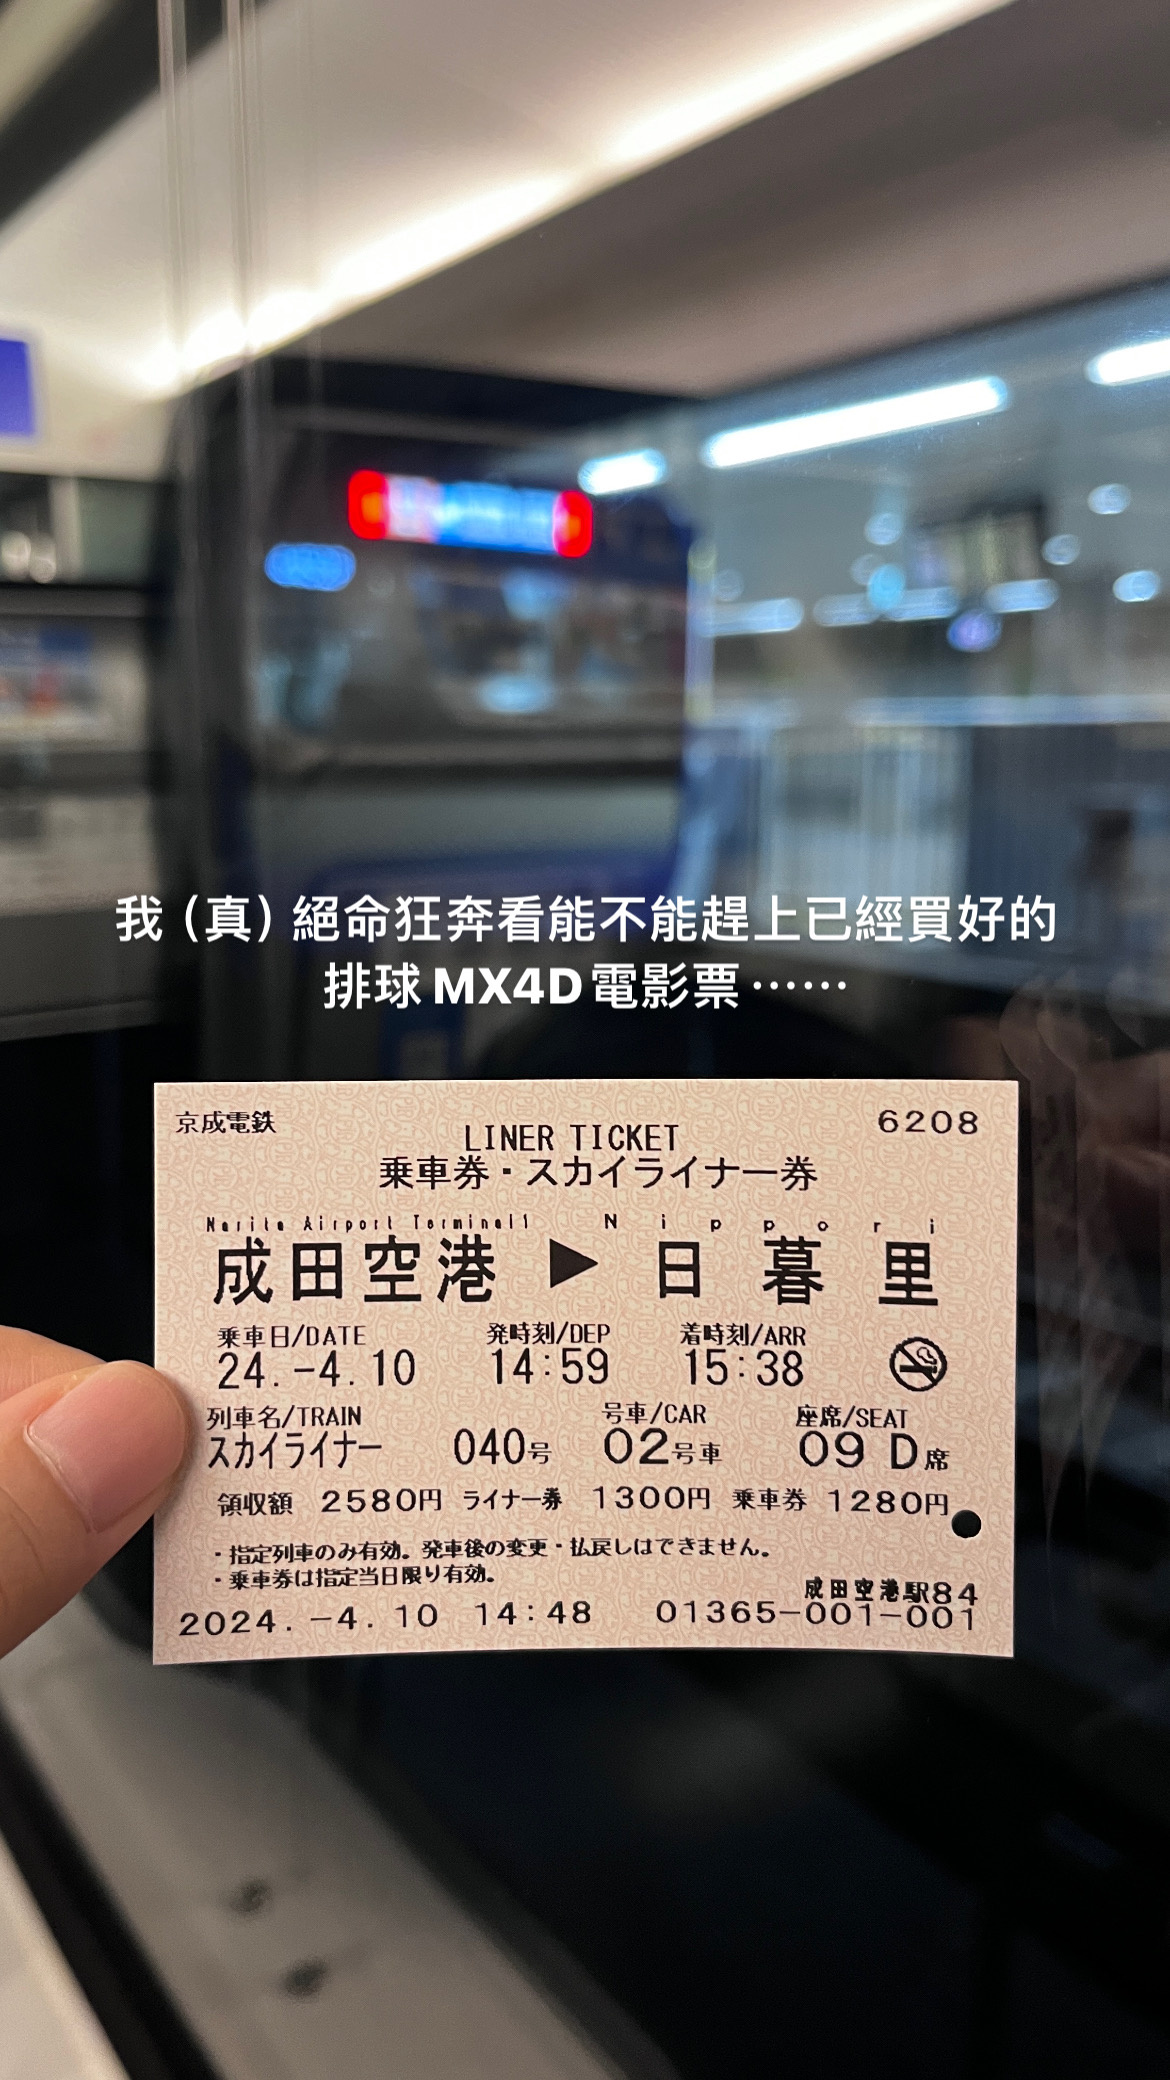 我（真）絕命狂奔看能不能趕上已經買好的
排球MX4D電影票⋯⋯
京成電鉄
6208
LINER TICKET
乗車券・スカイライナー券
Narita Airport Terminal1 Nippori
成田空港 ▶ 日暮里
乗車日/DATE 発時刻/DEP 着時刻/ARR
24.-4.10 14:59 15:38
列車名/TRAIN 号車/CAR 座席/SEAT
スカイライナー 040号 02号車 09 D席
領収額 2580円 ライナー券 1300円 乗車券 1280円
・指定列車のみ有効。発車後の変更・払戻しはできません。
・乗車券は指定当日限り有効。
成田空港駅84
2024.-4.10 14:48 01365-001-001